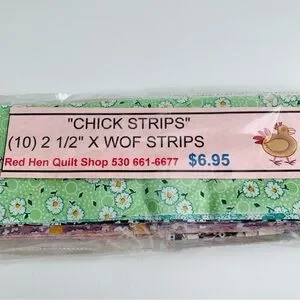 "CHICK STRIPS"
(10) 2 1/2" X WOF STRIPS
Red Hen Quilt Shop 530 661-6677 $6.95